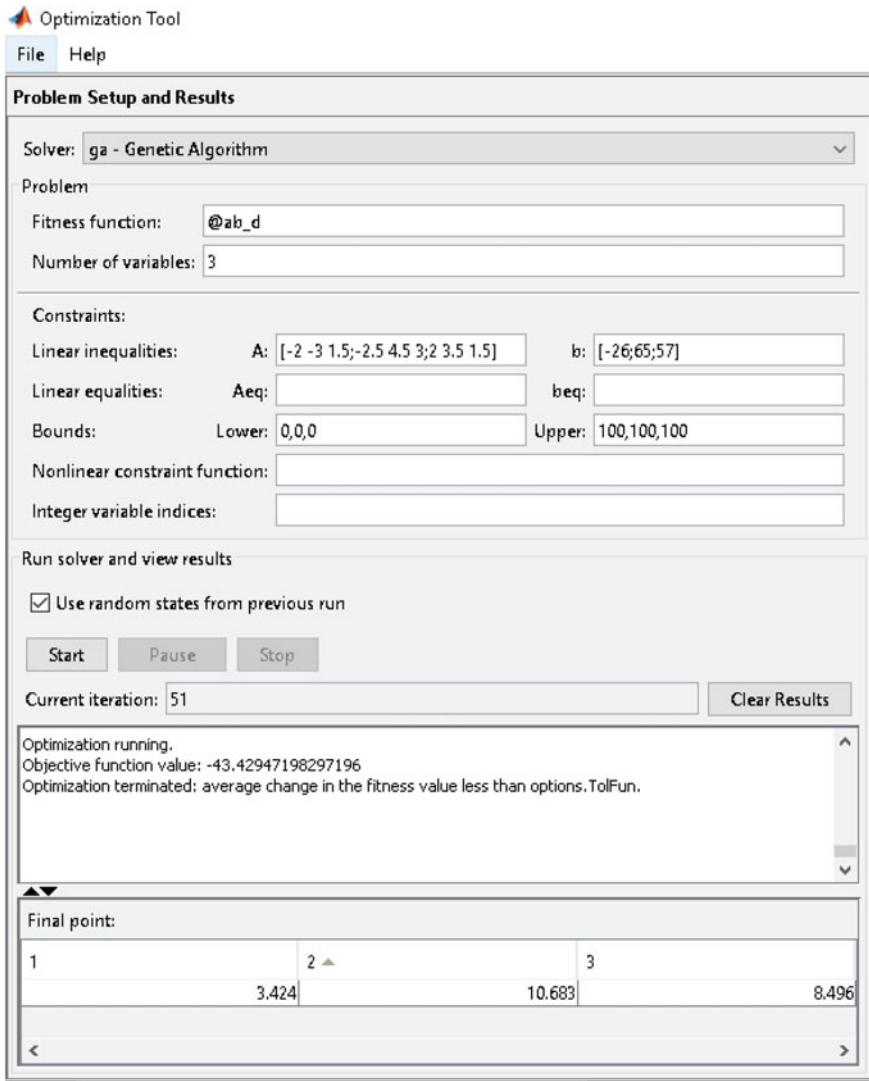 Optimization Tool
File Help
Problem Setup and Results
Solver: ga - Genetic Algorithm
Problem
Fitness function: @ab_d
Number of variables: 3
Constraints:
Linear inequalities: A: [-2 -3 1.5;-2.5 4.5 3;2 3.5 1.5] b: [-26;65;57]
Linear equalities: Aeq: beq:
Bounds: Lower: 0,0,0 Upper: 100,100,100
Nonlinear constraint function:
Integer variable indices:
Run solver and view results
Use random states from previous run
Start Pause Stop
Current iteration: 51 Clear Results
Optimization running.
Objective function value: -43.42947198297196
Optimization terminated: average change in the fitness value less than options.TolFun.
Final point:
1 2 3
3.424 10.683 8.496